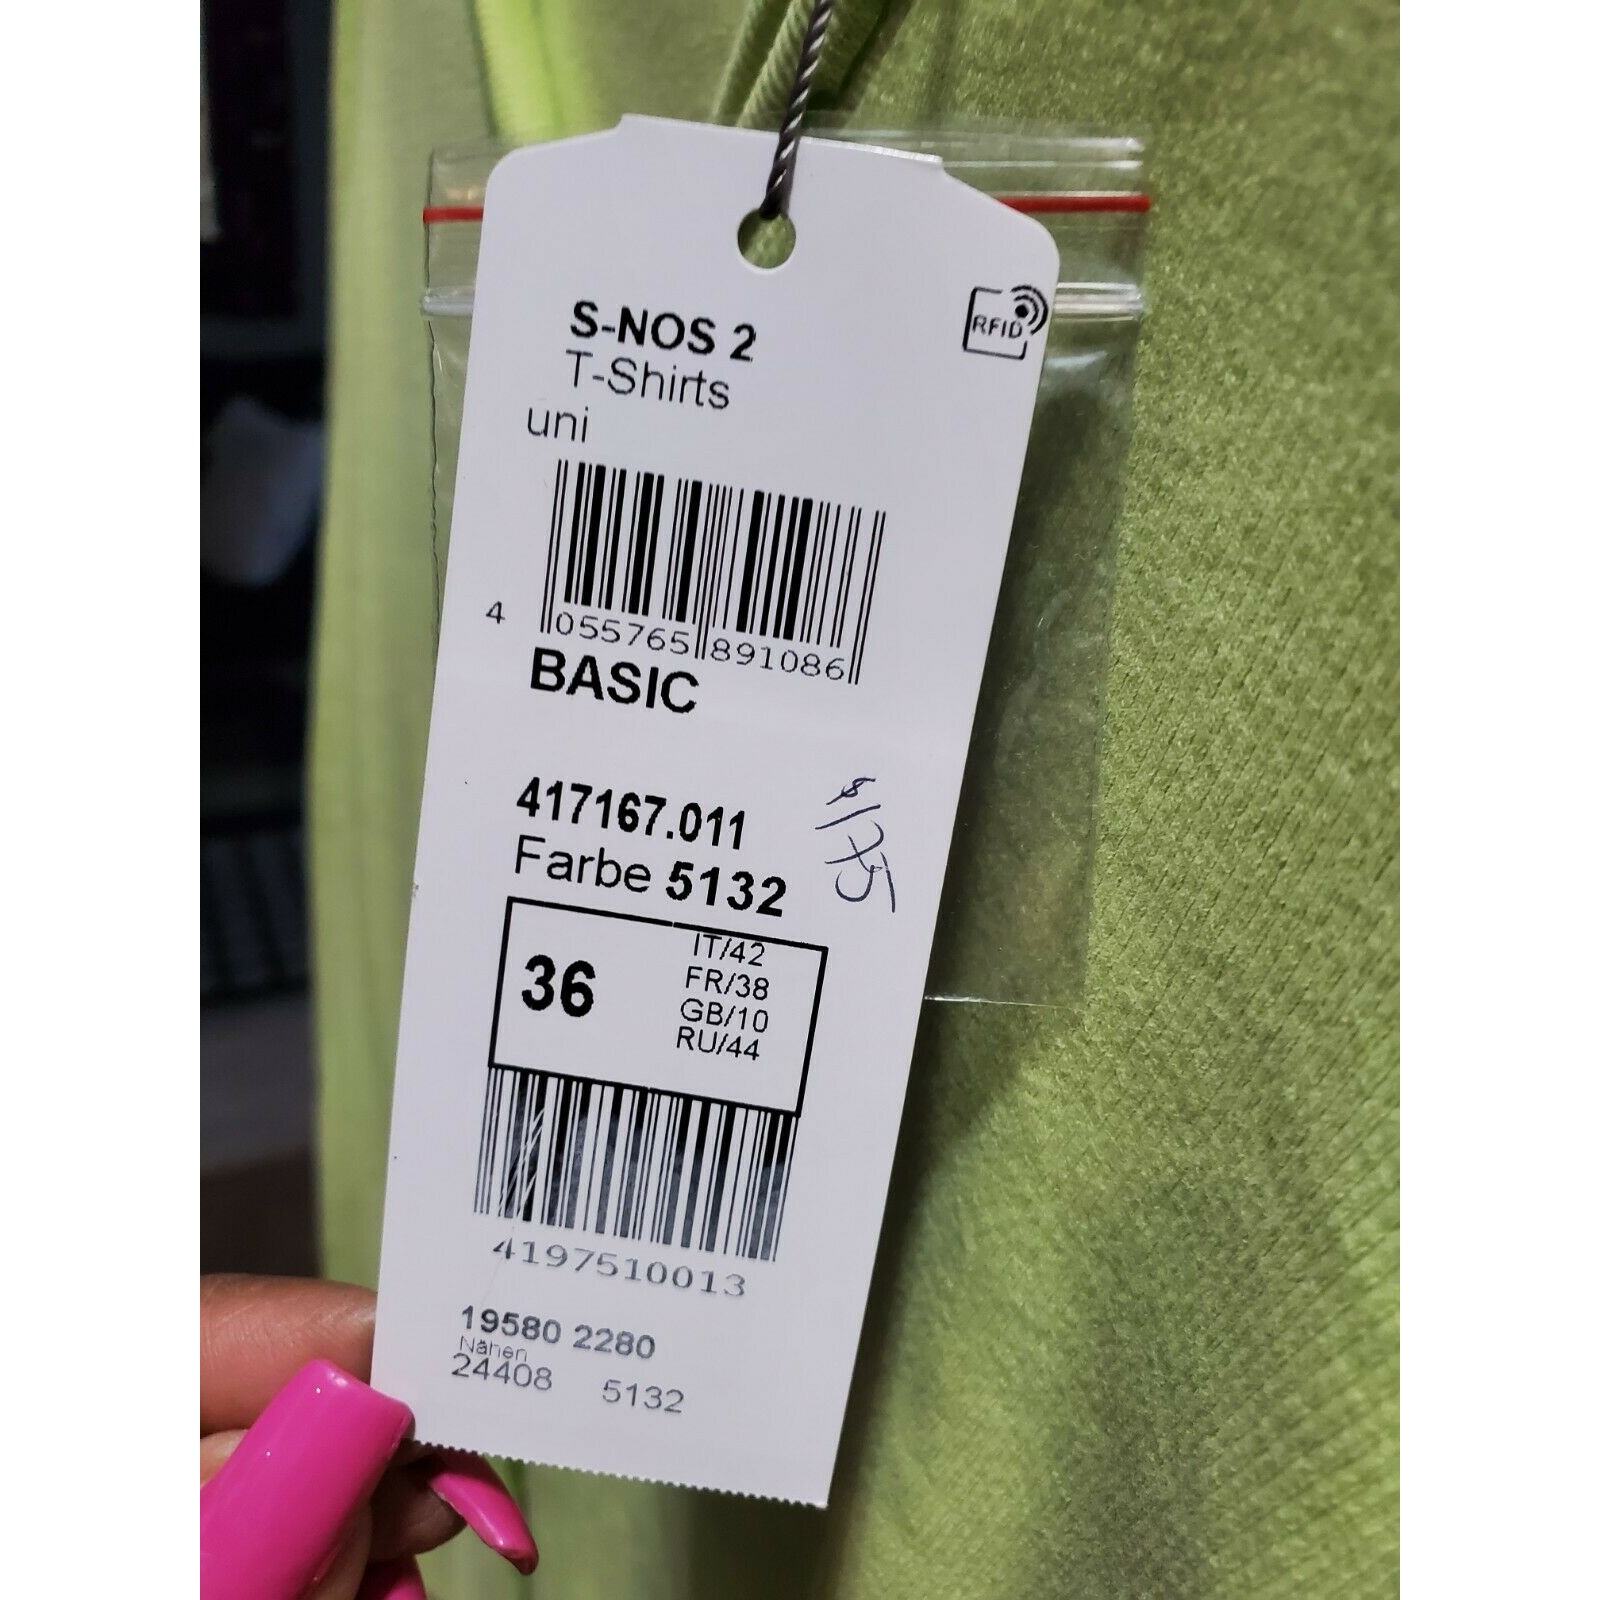 S-NOS 2
RFID
T-Shirts
uni
4 055765 891086
BASIC
417167.011
$175
Farbe 5132
36
IT/42
FR/38
GB/10
RU/44
4197510013
19580 2280
Nähen
24408 5132